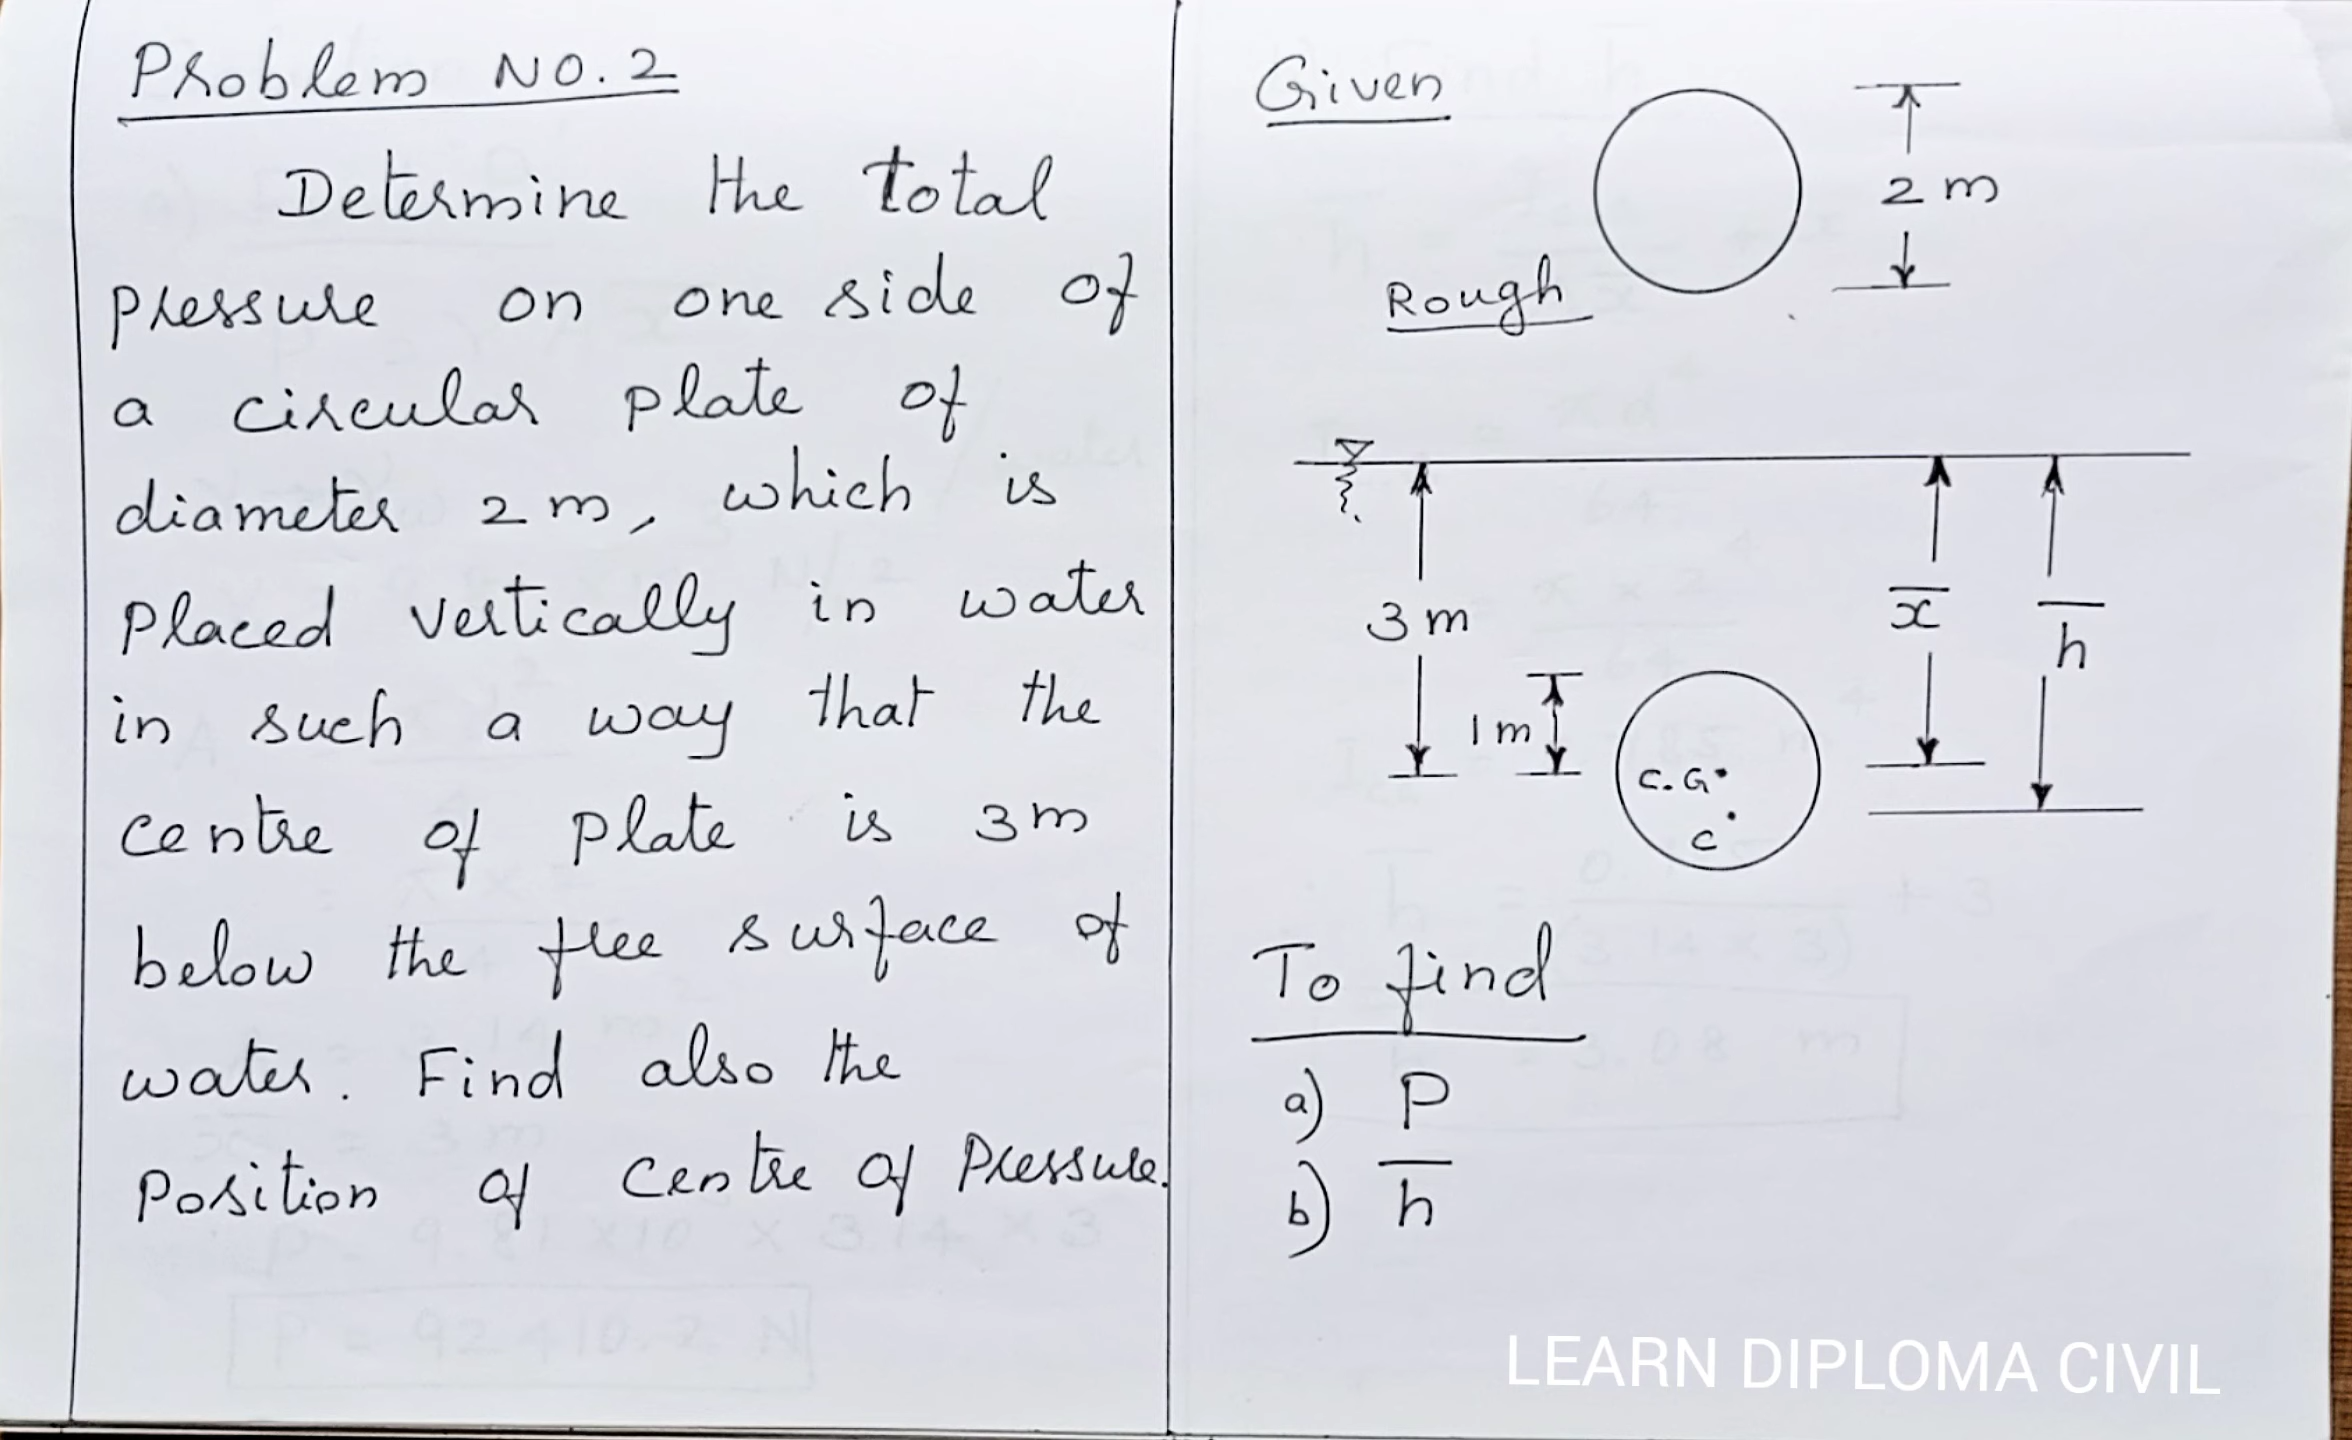 Problem NO.2
Determine the total
pressure on one side of
a circular plate of
diameter 2 m, which is
placed vertically in water
in such a way that the
centre of plate is 3m
below the free surface of
water. Find also the
position of centre of pressure.
Given
2 m
Rough
3 m
1 m
C.G
C
x̅
h̅
To find
a) P
b) h̅
LEARN DIPLOMA CIVIL